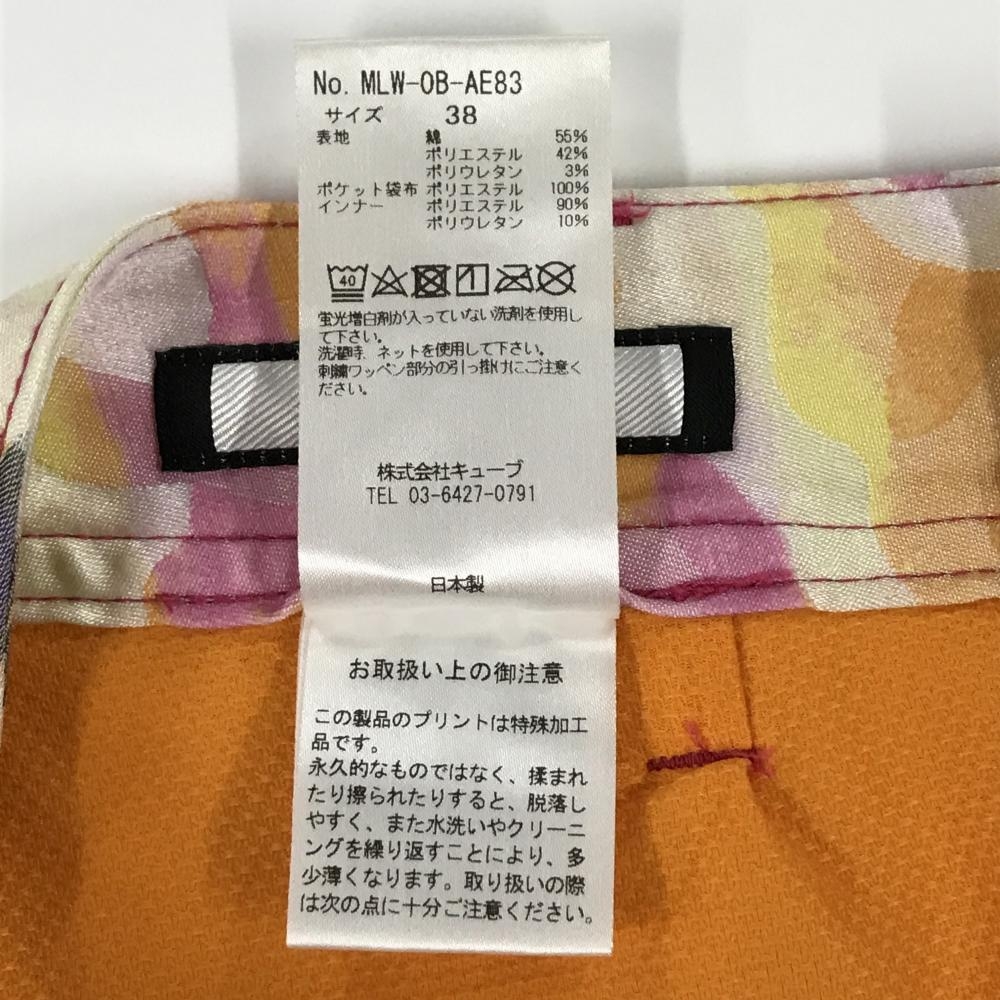 No. MLW-OB-AE83
サイズ 38
表地 綿 55%
ポリエステル 42%
ポリウレタン 3%
ポケット袋布 ポリエステル 100%
インナー ポリエステル 90%
ポリウレタン 10%
40
蛍光増白剤が入っていない洗剤を使用し
て下さい。
洗濯時、ネットを使用して下さい。
刺繍ワッペン部分の引っ掛けにご注意く
ださい。
株式会社キューブ
TEL 03-6427-0791
日本製
お取扱い上の御注意
この製品のプリントは特殊加工
品です。
永久的なものではなく、揉まれ
たり擦られたりすると、脱落し
やすく、また水洗いやクリーニ
ングを繰り返すことにより、多
少薄くなります。取り扱いの際
は次の点に十分ご注意ください。